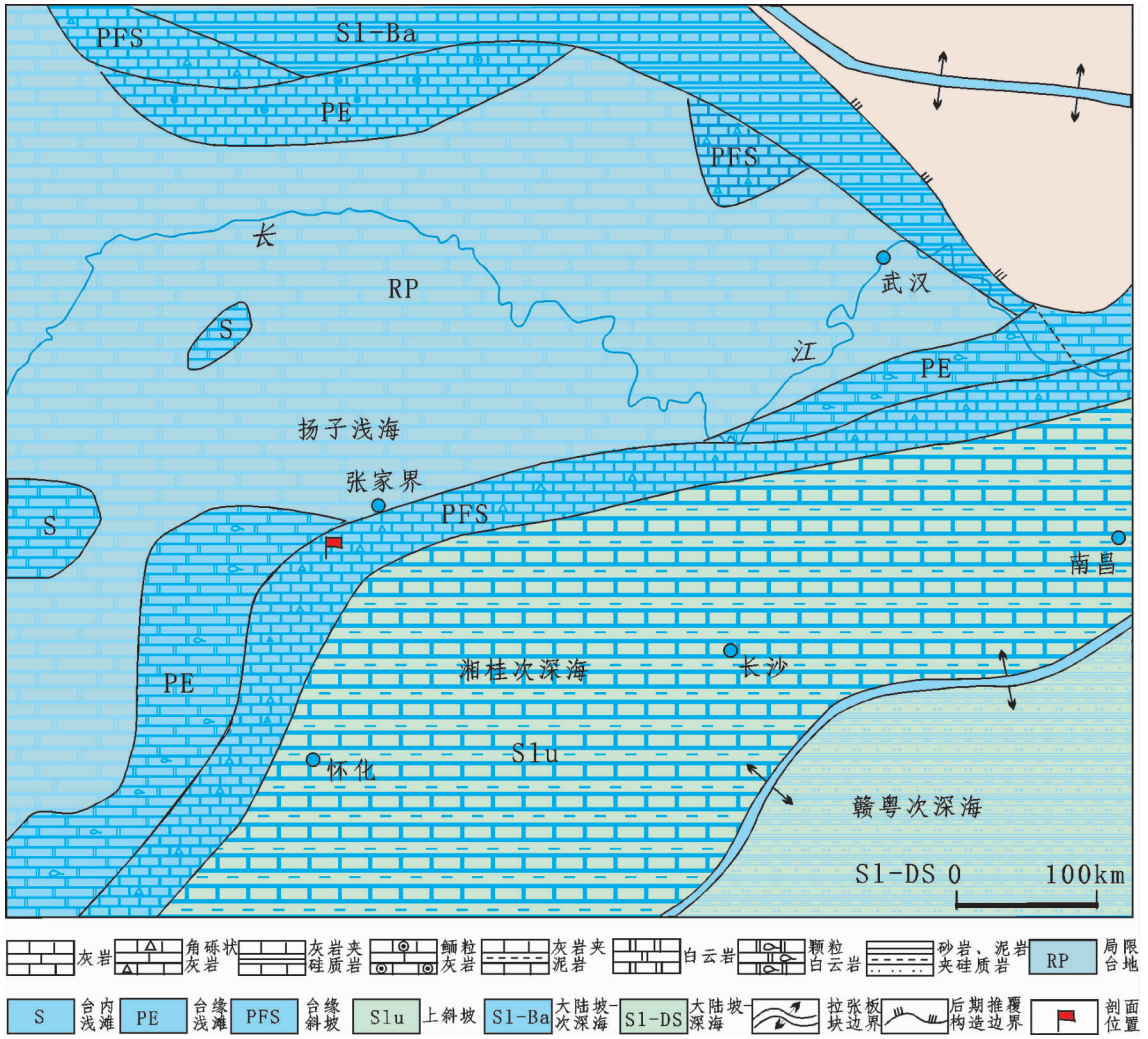 PFS
Sl-Ba
PE
PFS
长
武汉
RP
S
江
PE
扬子浅海
张家界
S
PFS
南昌
湘桂次深海
长沙
PE
Slu
怀化
赣粤次深海
Sl-DS 0 100km
灰岩
角砾状
灰岩
灰岩夹
硅质岩
鲕粒
灰岩
灰岩夹
泥岩
白云岩
颗粒
白云岩
砂岩、泥岩
夹硅质岩
RP
局限
台地
S
台内
浅滩
PE
台缘
浅滩
PFS
台缘
斜坡
Slu
上斜坡
Sl-Ba
大陆坡-
次深海
Sl-DS
大陆坡-
深海
拉张板
块边界
后期推覆
构造边界
剖面
位置